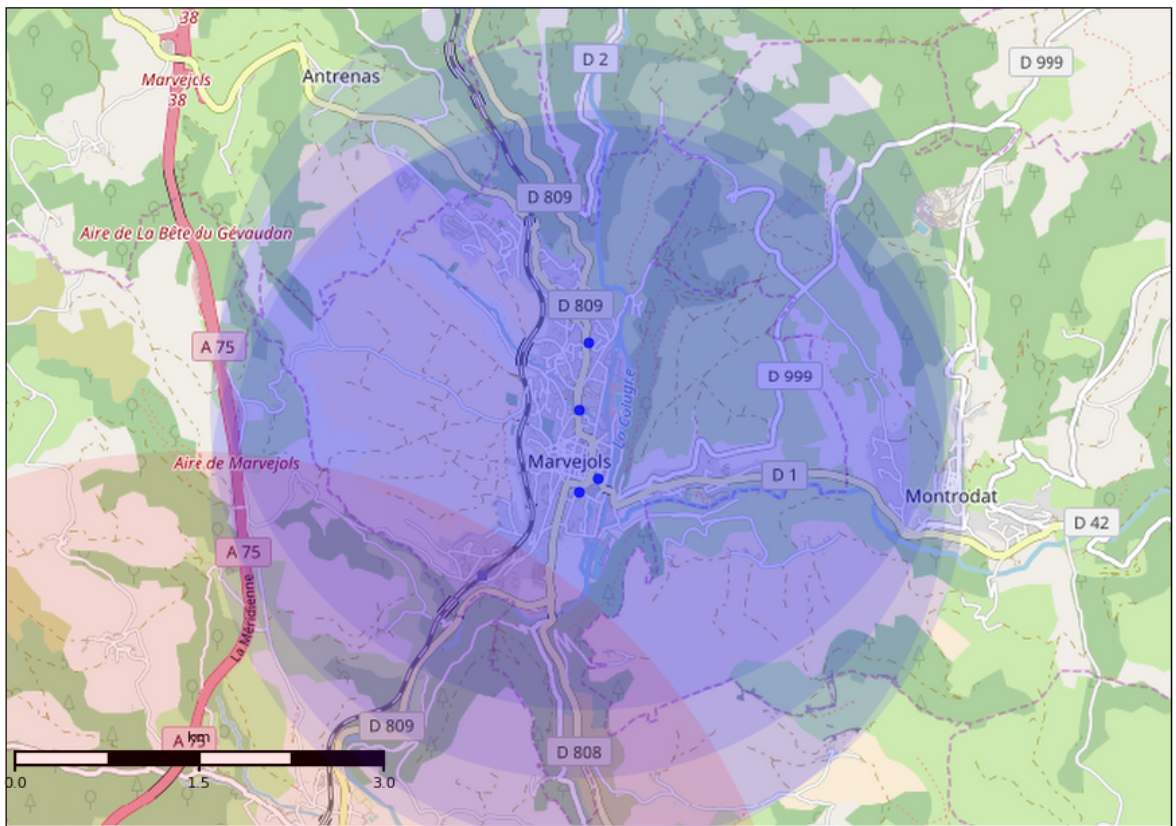 38
D 2
D 999
Marvejols
38
Antrenas
D 809
Aire de La Bête du Gévaudan
D 809
A 75
D 999
La Colagne
Marvejols
Aire de Marvejols
D 1
Montrodat
D 42
A 75
La Méridienne
D 809
A 75
km
D 808
0.0
1.5
3.0